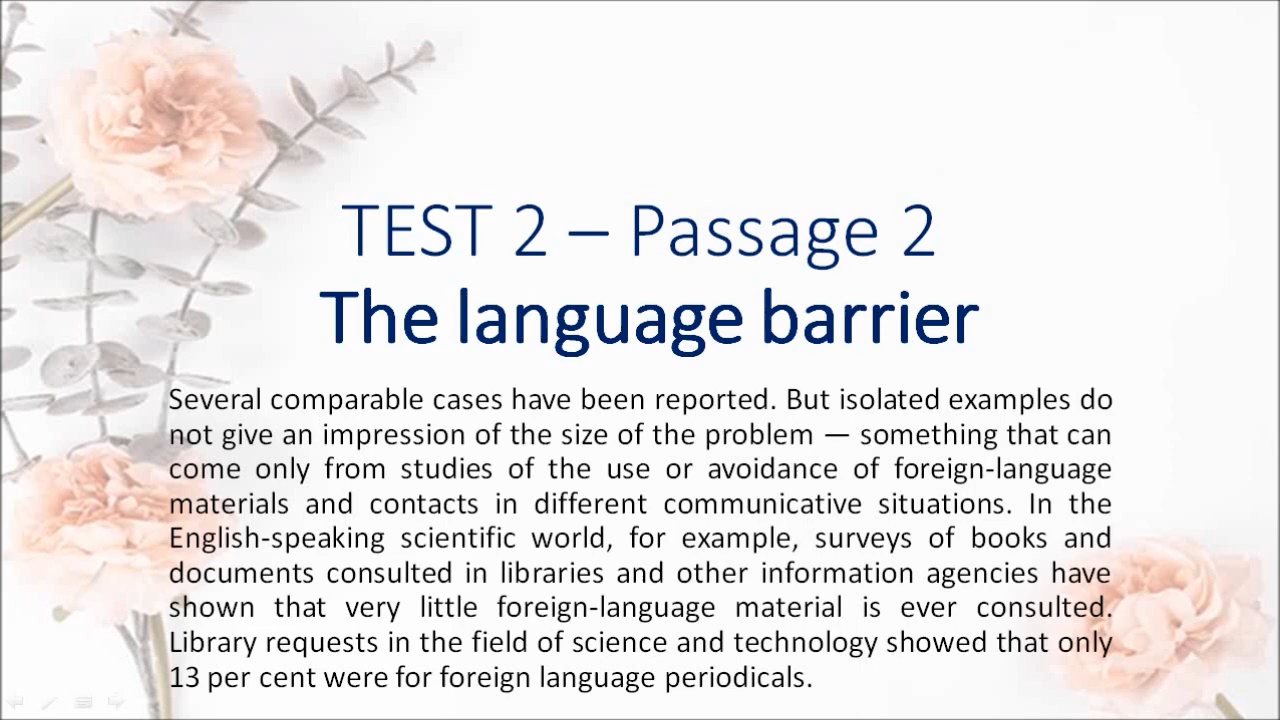 TEST 2 – Passage 2
The language barrier
Several comparable cases have been reported. But isolated examples do
not give an impression of the size of the problem — something that can
come only from studies of the use or avoidance of foreign-language
materials and contacts in different communicative situations. In the
English-speaking scientific world, for example, surveys of books and
documents consulted in libraries and other information agencies have
shown that very little foreign-language material is ever consulted.
Library requests in the field of science and technology showed that only
13 per cent were for foreign language periodicals.